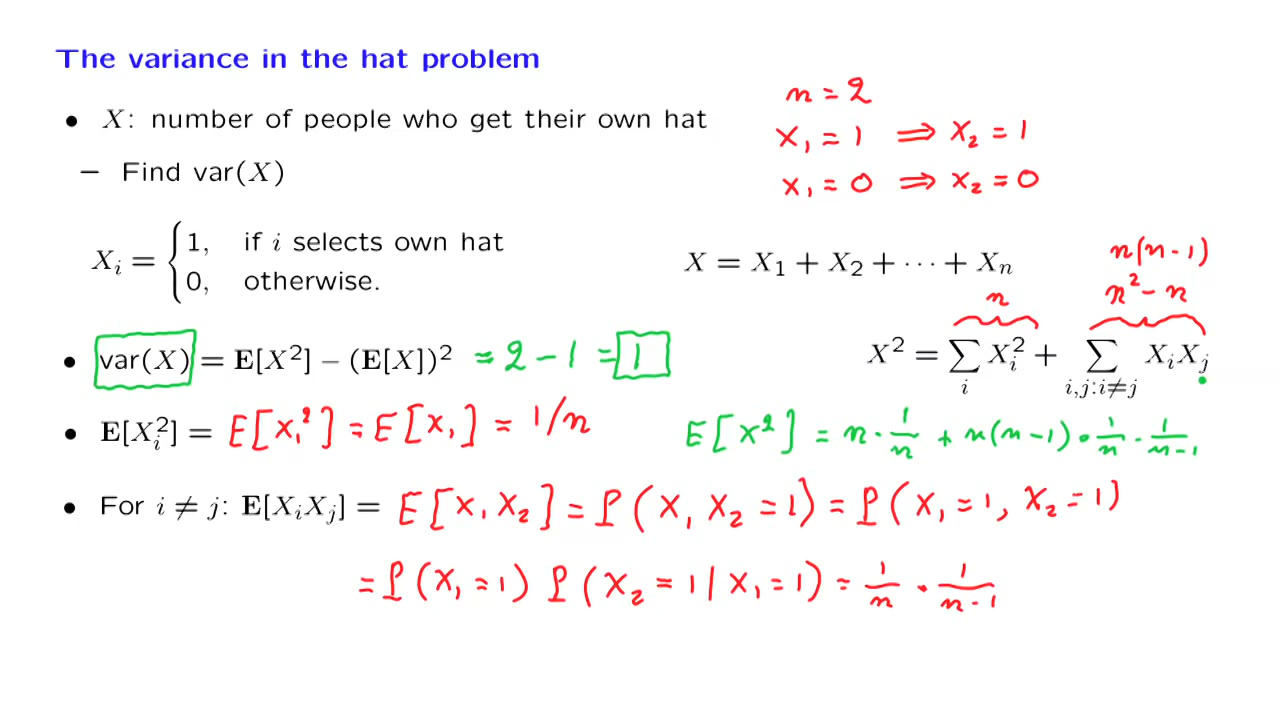 The variance in the hat problem
• X: number of people who get their own hat
– Find var(X)
n = 2
X₁ = 1 ⟹ X₂ = 1
X₁ = 0 ⟹ X₂ = 0
Xᵢ = { 1, if i selects own hat
0, otherwise.
X = X₁ + X₂ + ··· + Xₙ
n(n-1)
n n² - n
• var(X) = E[X²] − (E[X])² = 2 - 1 = 1
X² = ∑ᵢ Xᵢ² + ∑_{i,j:i≠j} XᵢXⱼ
• E[Xᵢ²] = E[X₁²] = E[X₁] = 1/n
E[X²] = n · 1/n + n(n-1) · 1/n · 1/(n-1)
• For i ≠ j: E[XᵢXⱼ] = E[X₁X₂] = P(X₁X₂ = 1) = P(X₁ = 1, X₂ = 1)
= P(X₁ = 1) P(X₂ = 1 | X₁ = 1) = 1/n · 1/(n-1)